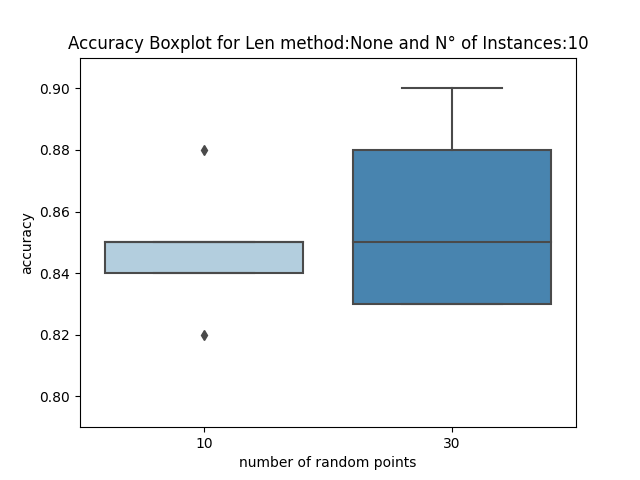 Accuracy Boxplot for Len method:None and N° of Instances:10
0.90
0.88
0.86
0.84
0.82
0.80
accuracy
10 30
number of random points